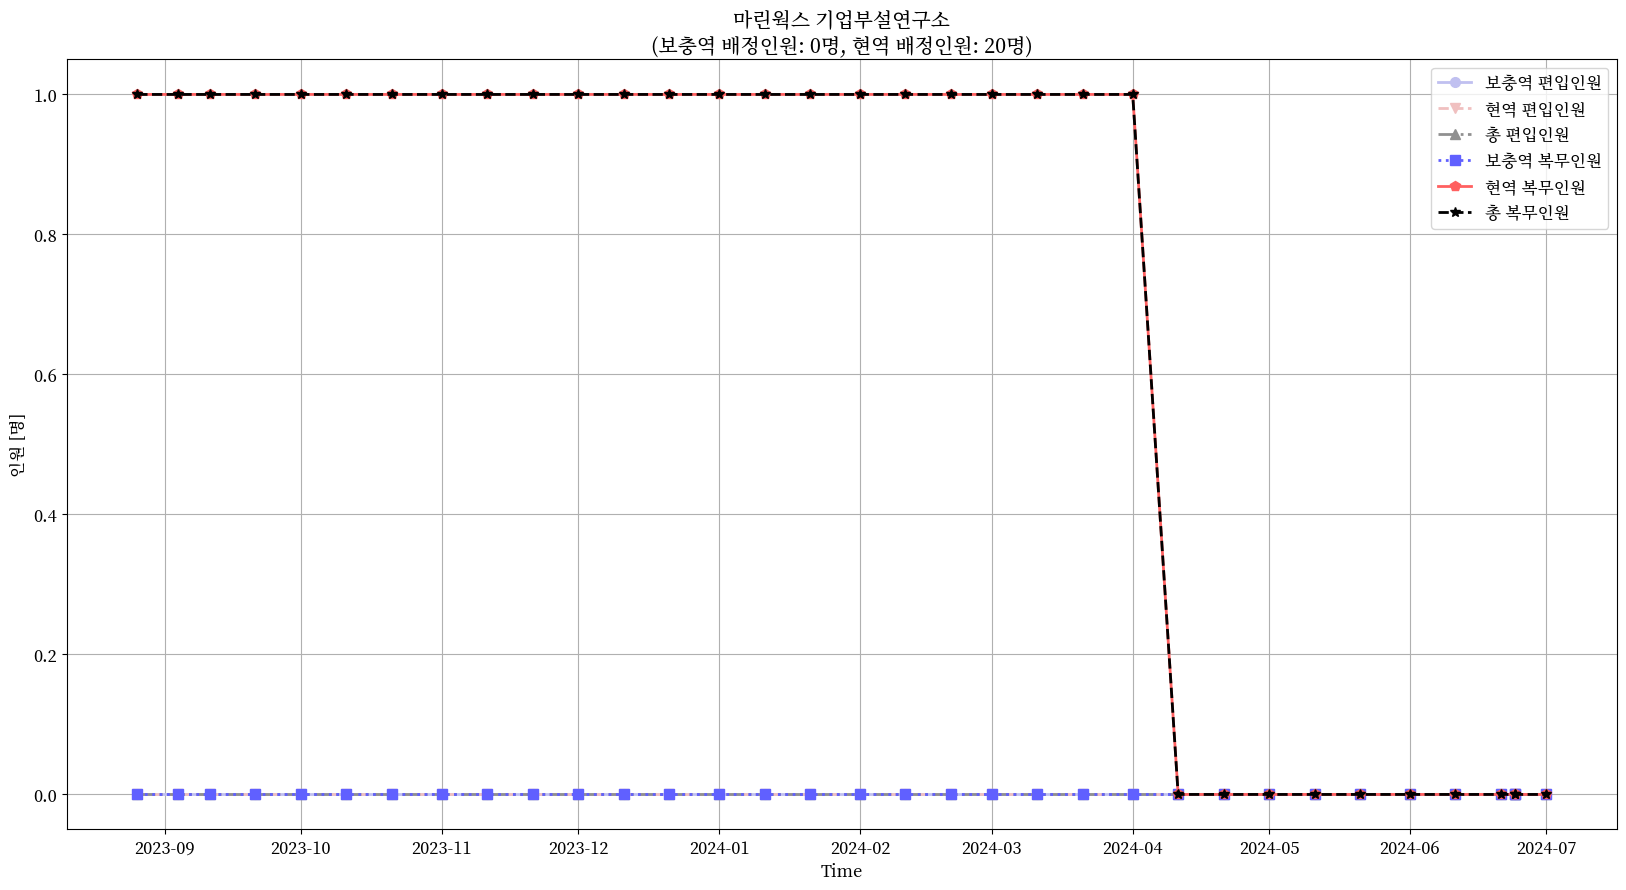 마린웍스 기업부설연구소
(보충역 배정인원: 0명, 현역 배정인원: 20명)
1.0
0.8
0.6
0.4
0.2
0.0
인원 [명]
보충역 편입인원
현역 편입인원
총 편입인원
보충역 복무인원
현역 복무인원
총 복무인원
2023-09 2023-10 2023-11 2023-12 2024-01 2024-02 2024-03 2024-04 2024-05 2024-06 2024-07
Time